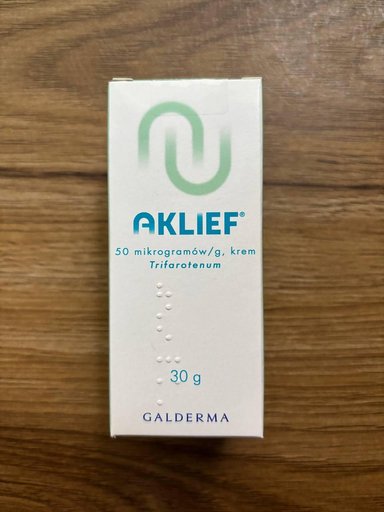 AKLIEF®
50 mikrogramów/g, krem
Trifarotenum
30 g
GALDERMA